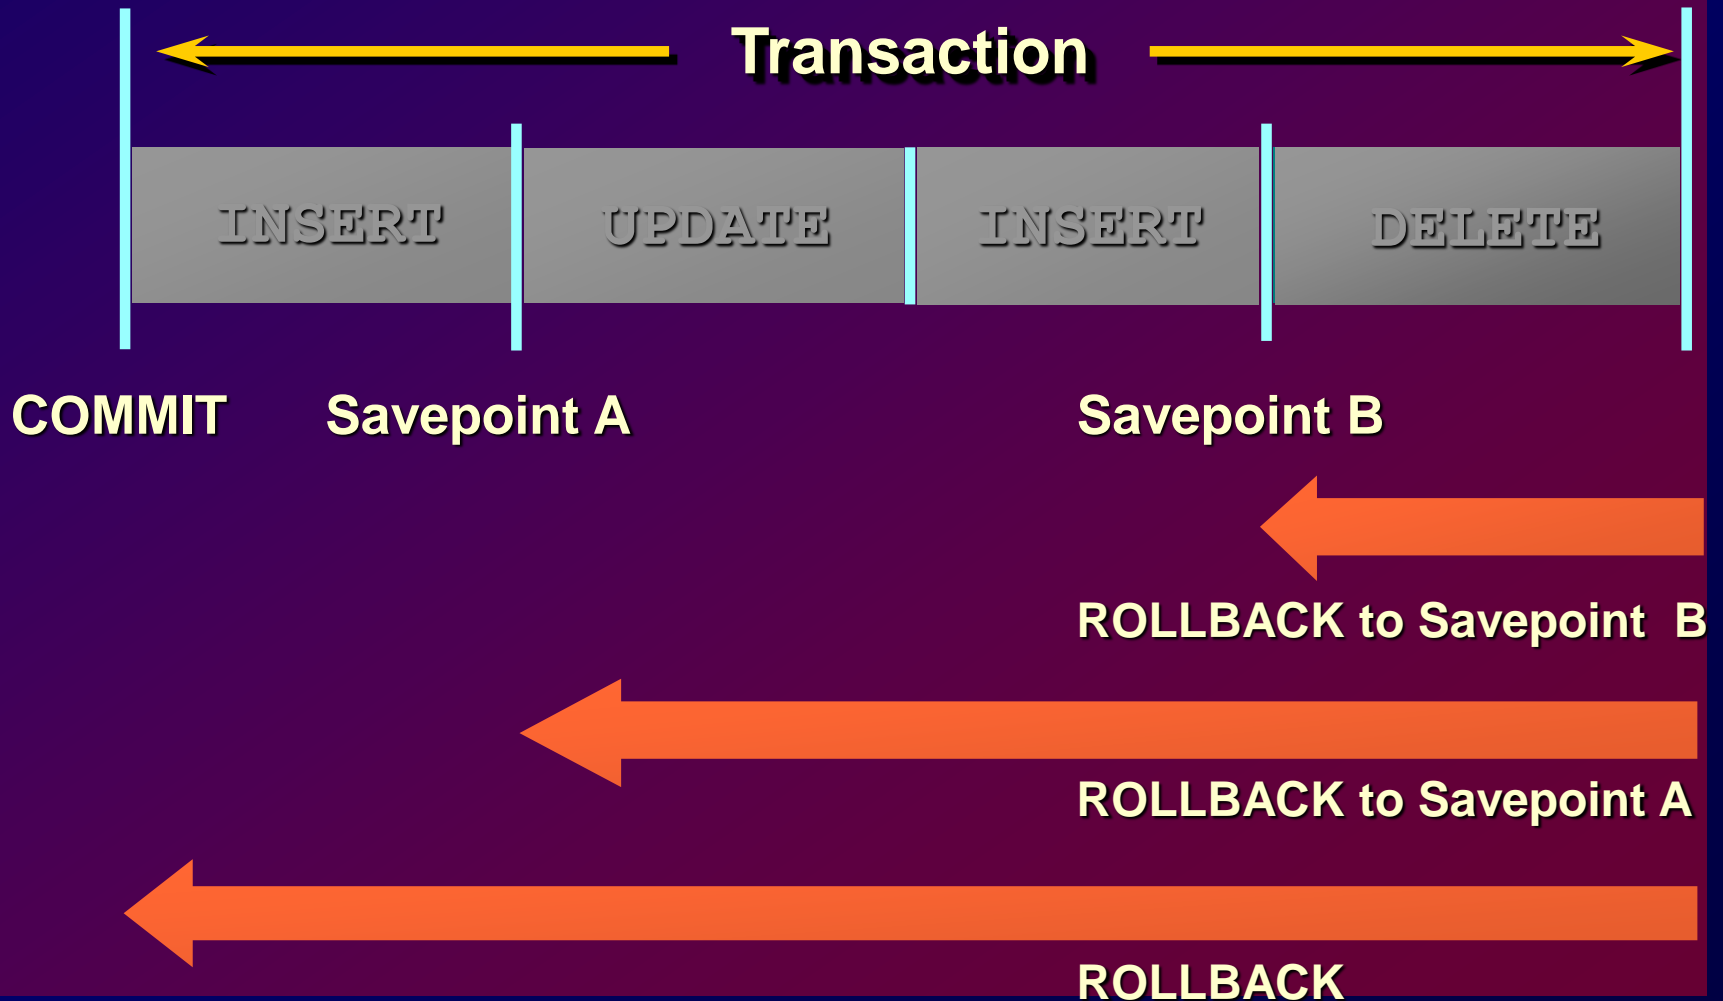 Transaction
INSERT UPDATE INSERT DELETE
COMMIT Savepoint A Savepoint B
ROLLBACK to Savepoint B
ROLLBACK to Savepoint A
ROLLBACK